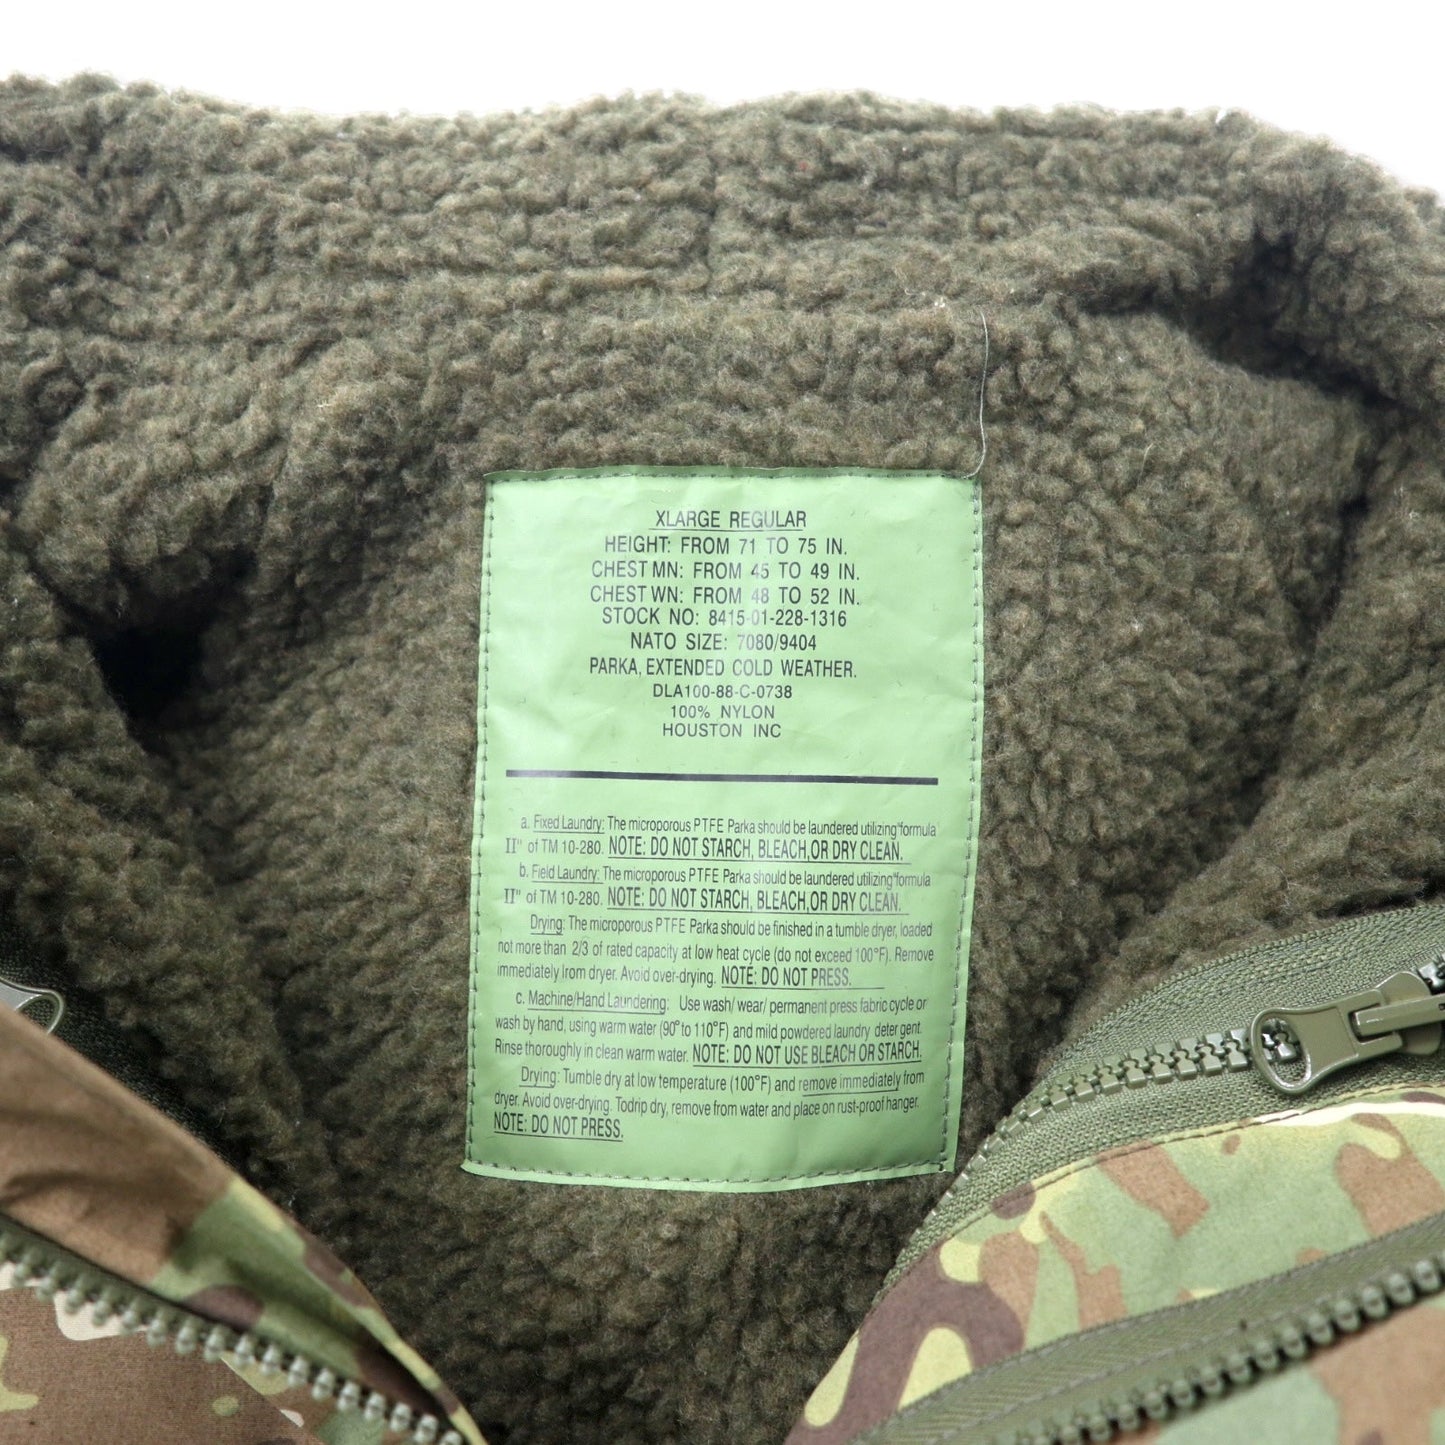 XLARGE REGULAR
HEIGHT: FROM 71 TO 75 IN.
CHEST MN: FROM 45 TO 49 IN.
CHEST WN: FROM 48 TO 52 IN.
STOCK NO: 8415-01-228-1316
NATO SIZE: 7080/9404
PARKA, EXTENDED COLD WEATHER.
DLA100-88-C-0738
100% NYLON
HOUSTON INC
a. Fixed Laundry: The microporous PTFE Parka should be laundered utilizing "formula
II" of TM 10-280. NOTE: DO NOT STARCH, BLEACH, OR DRY CLEAN.
b. Field Laundry: The microporous PTFE Parka should be laundered utilizing "formula
II" of TM 10-280. NOTE: DO NOT STARCH, BLEACH, OR DRY CLEAN.
Drying: The microporous PTFE Parka should be finished in a tumble dryer, loaded
not more than 2/3 of rated capacity at low heat cycle (do not exceed 100°F). Remove
immediately Irom dryer. Avoid over-drying. NOTE: DO NOT PRESS.
c. Machine/Hand Laundering: Use wash/ wear/ permanent press fabric cycle or
wash by hand, using warm water (90° to 110°F) and mild powdered laundry deter gent.
Rinse thoroughly in clean warm water. NOTE: DO NOT USE BLEACH OR STARCH.
Drying: Tumble dry at low temperature (100°F) and remove immediately from
dryer. Avoid over-drying. Todrip dry, remove from water and place on rust-proof hanger.
NOTE: DO NOT PRESS.